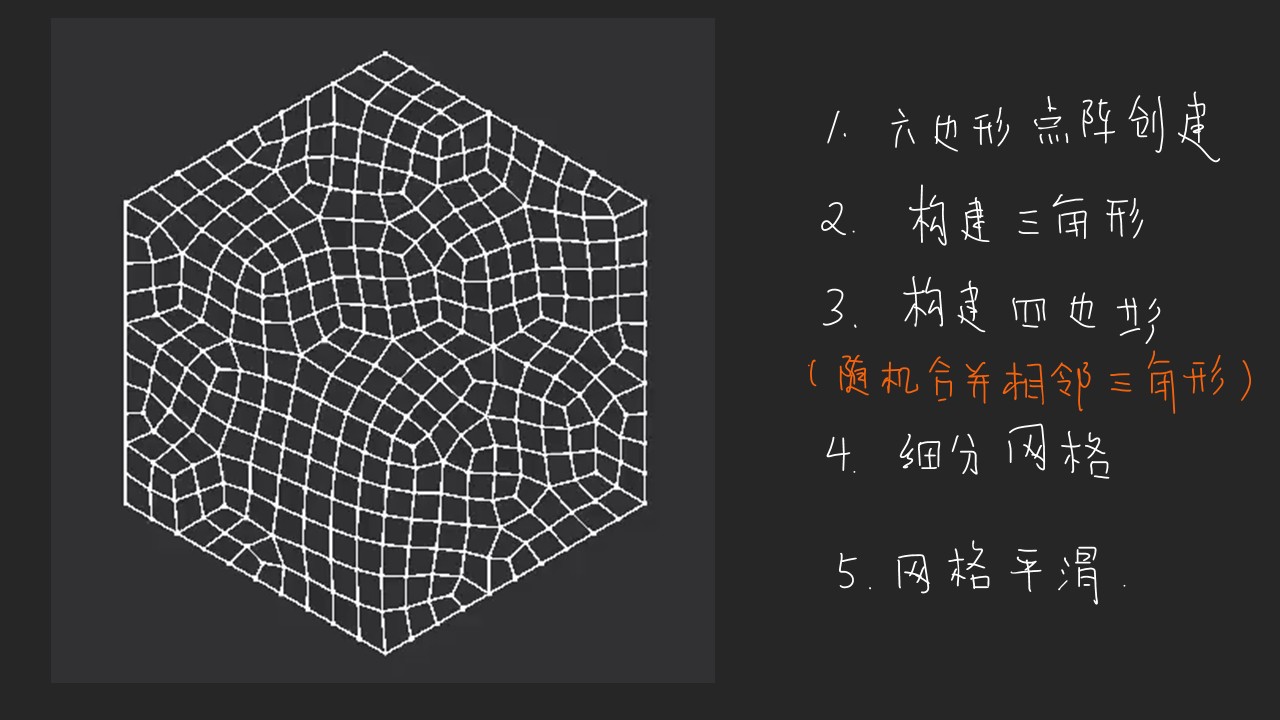 1. 六边形点阵创建
2. 构建三角形
3. 构建四边形
(随机合并相邻三角形)
4. 细分网格
5. 网格平滑.